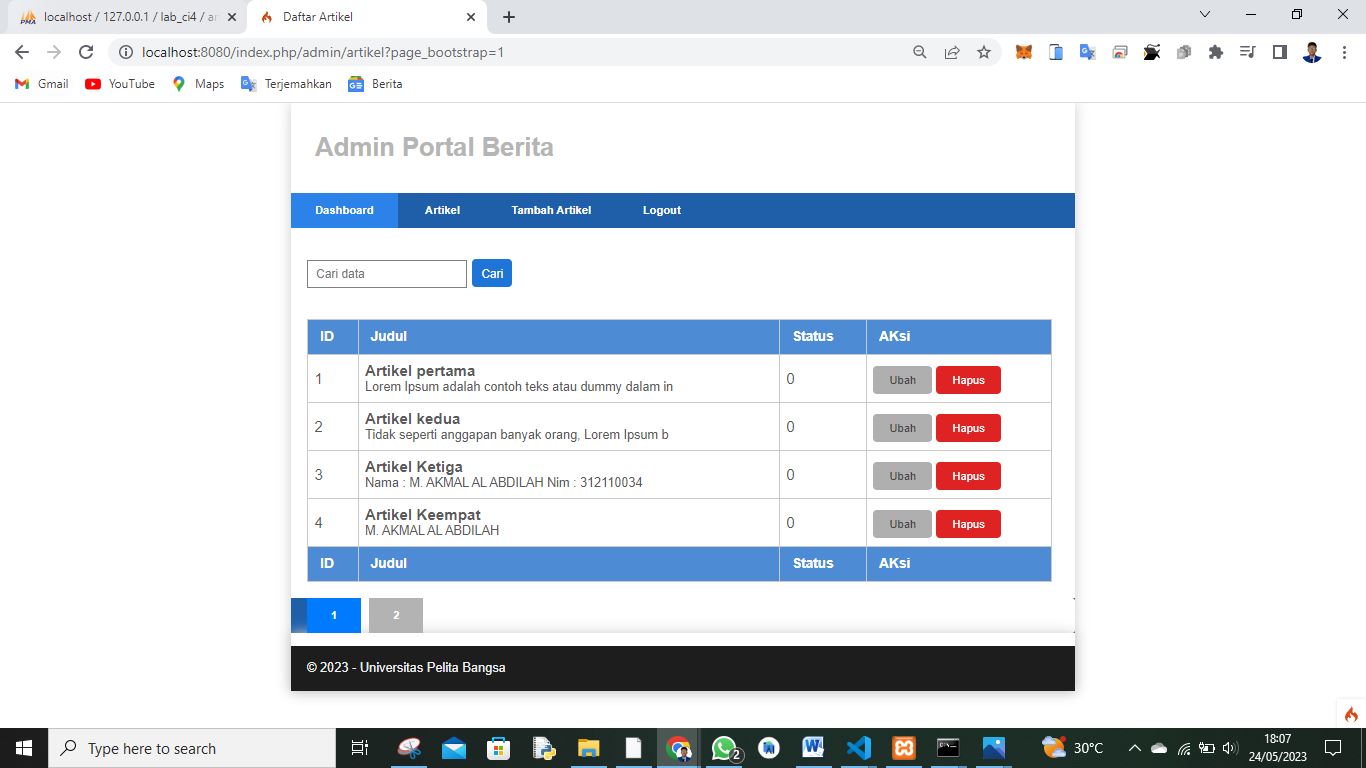 localhost / 127.0.0.1 / lab_ci4 / ar
Daftar Artikel
localhost:8080/index.php/admin/artikel?page_bootstrap=1
Gmail YouTube Maps Terjemahkan Berita
Admin Portal Berita
Dashboard Artikel Tambah Artikel Logout
Cari data Cari
ID Judul Status AKsi
1 Artikel pertama 0 Ubah Hapus
Lorem Ipsum adalah contoh teks atau dummy dalam in
2 Artikel kedua 0 Ubah Hapus
Tidak seperti anggapan banyak orang, Lorem Ipsum b
3 Artikel Ketiga 0 Ubah Hapus
Nama : M. AKMAL AL ABDILAH Nim : 312110034
4 Artikel Keempat 0 Ubah Hapus
M. AKMAL AL ABDILAH
ID Judul Status AKsi
1 2
© 2023 - Universitas Pelita Bangsa
Type here to search
2
30°C
18:07
24/05/2023